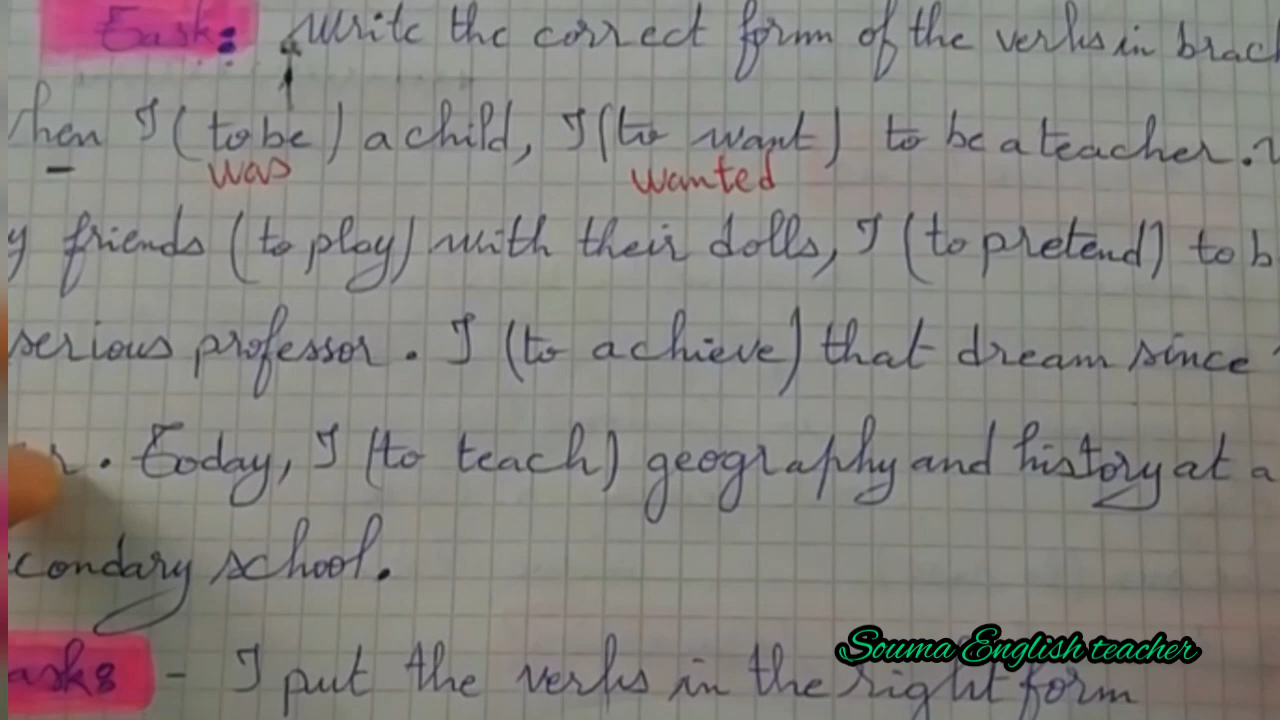 Task: Write the correct form of the verbs in brack
hen I (to be) a child, I (to want) to be a teacher.
was wanted
y friends (to play) with their dolls, I (to pretend) to b
serious professor. I (to achieve) that dream since
r. Today, I (to teach) geography and history at a
condary school.
Souma English teacher
ask8 - I put the verbs in the right form